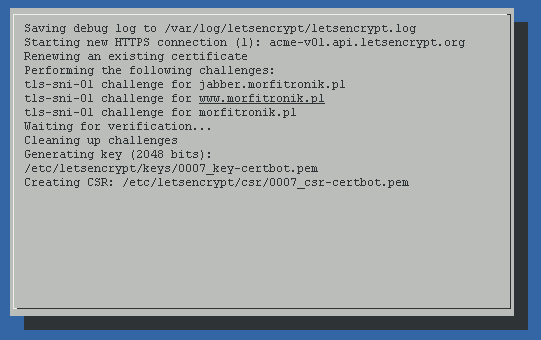 Saving debug log to /var/log/letsencrypt/letsencrypt.log
Starting new HTTPS connection (1): acme-v01.api.letsencrypt.org
Renewing an existing certificate
Performing the following challenges:
tls-sni-01 challenge for jabber.morfitronik.pl
tls-sni-01 challenge for www.morfitronik.pl
tls-sni-01 challenge for morfitronik.pl
Waiting for verification...
Cleaning up challenges
Generating key (2048 bits):
/etc/letsencrypt/keys/0007_key-certbot.pem
Creating CSR: /etc/letsencrypt/csr/0007_csr-certbot.pem